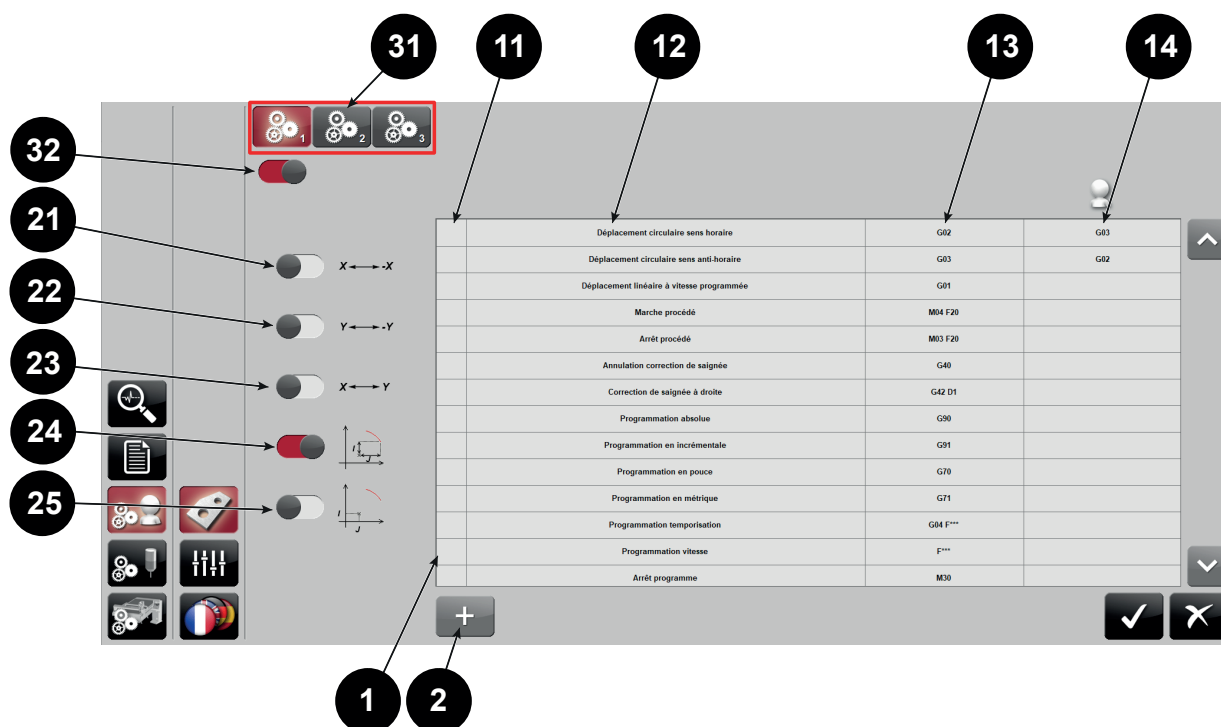 31 11 12 13 14
1 2 3
32
21
X -X
22
Y -Y
23
X Y
24
I
J
25
I
J
Déplacement circulaire sens horaire G02 G03
Déplacement circulaire sens anti-horaire G03 G02
Déplacement linéaire à vitesse programmée G01
Marche procédé M04 F20
Arrêt procédé M03 F20
Annulation correction de saignée G40
Correction de saignée à droite G42 D1
Programmation absolue G90
Programmation en incrémentale G91
Programmation en pouce G70
Programmation en métrique G71
Programmation temporisation G04 F***
Programmation vitesse F***
Arrêt programme M30
+
1 2